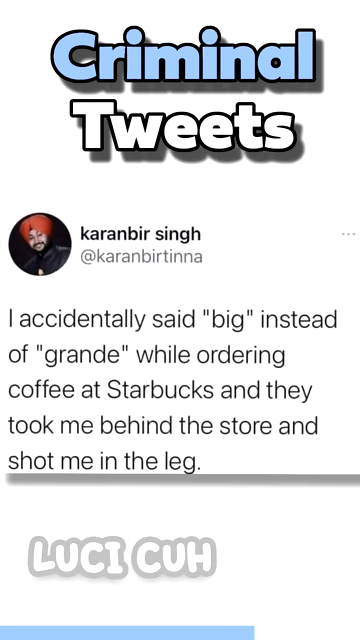 Criminal
Tweets
karanbir singh
@karanbirtinna
I accidentally said "big" instead
of "grande" while ordering
coffee at Starbucks and they
took me behind the store and
shot me in the leg.
LUCI CUH